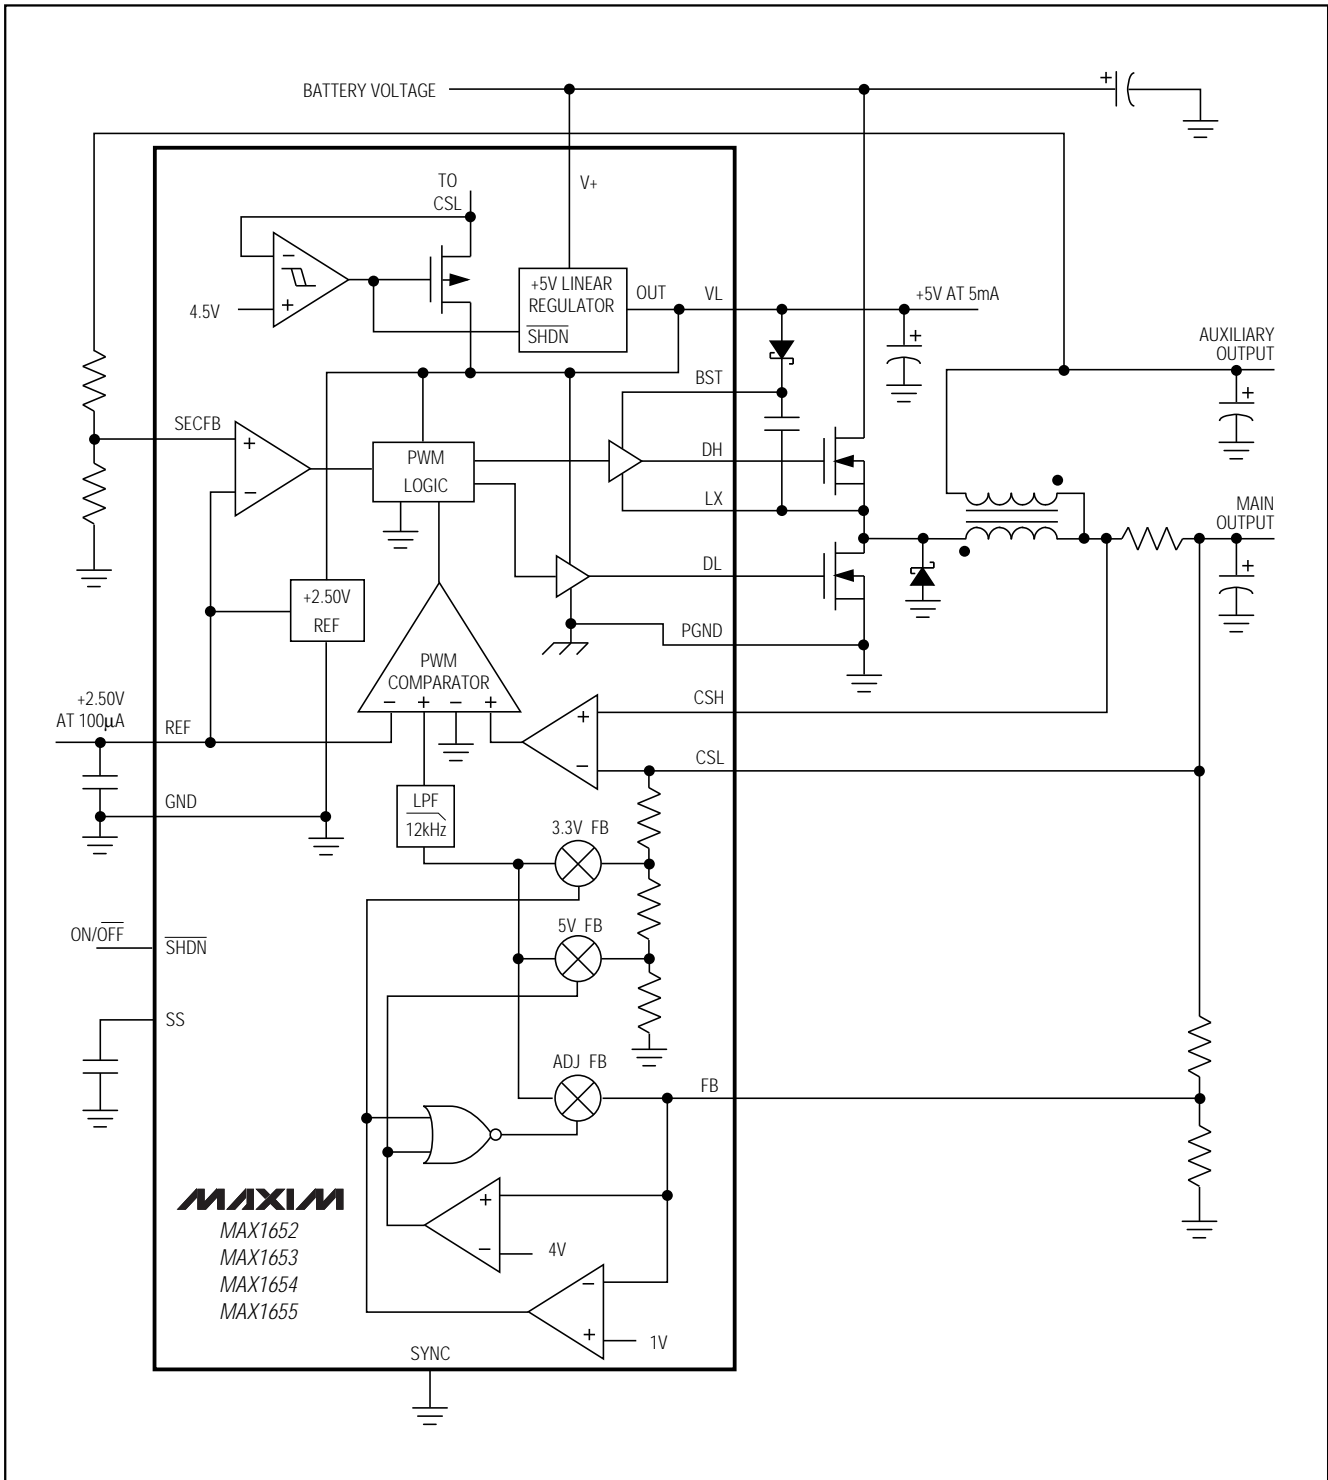 BATTERY VOLTAGE
+
TO
CSL
V+
−
+
4.5V
+5V LINEAR
REGULATOR
SHDN
OUT
VL
+5V AT 5mA
+
AUXILIARY
OUTPUT
+
BST
SECFB
+
−
PWM
LOGIC
DH
LX
MAIN
OUTPUT
+
DL
+2.50V
REF
PGND
PWM
COMPARATOR
− + − +
+2.50V
AT 100µA
REF
CSH
+
−
CSL
GND
LPF
12kHz
3.3V FB
ON/OFF
SHDN
5V FB
SS
ADJ FB
FB
MAXIM
MAX1652
MAX1653
MAX1654
MAX1655
+
−
4V
−
+
1V
SYNC